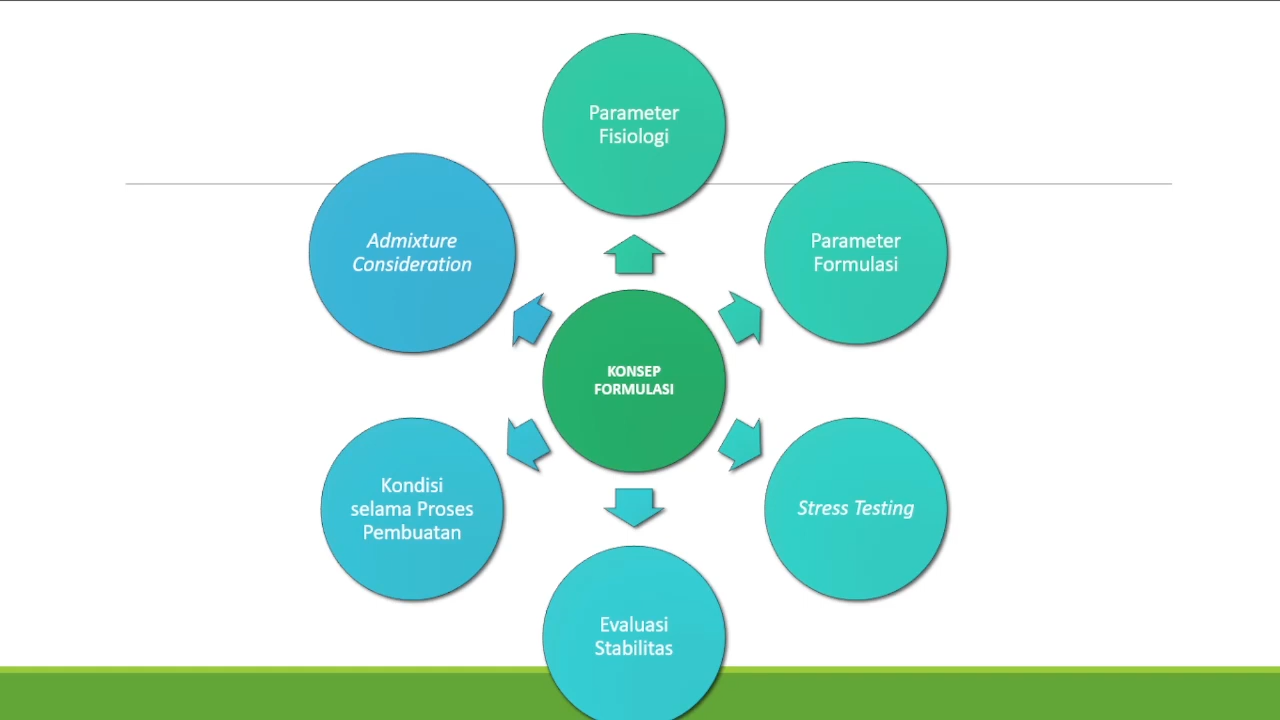 Parameter
Fisiologi
Parameter
Formulasi
Stress Testing
Evaluasi
Stabilitas
Kondisi
selama Proses
Pembuatan
Admixture
Consideration
KONSEP
FORMULASI